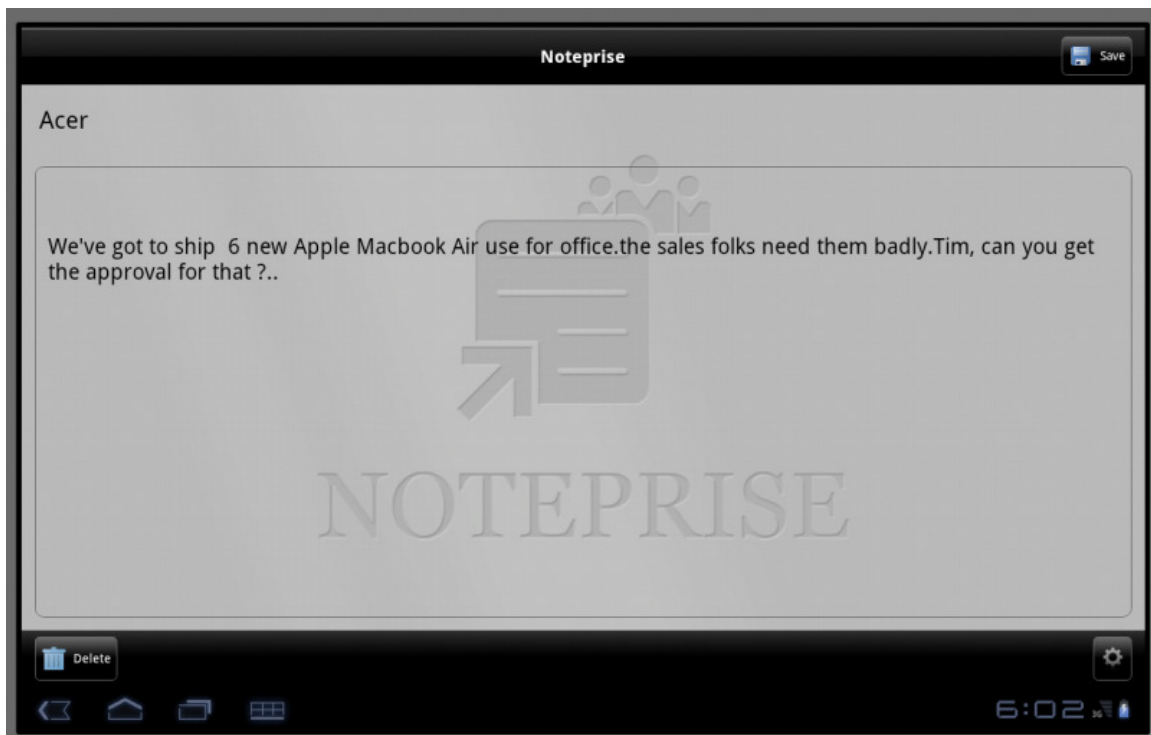 Noteprise
Save
Acer
We've got to ship  6 new Apple Macbook Air use for office.the sales folks need them badly.Tim, can you get
the approval for that ?..
NOTEPRISE
Delete
6:02 3G